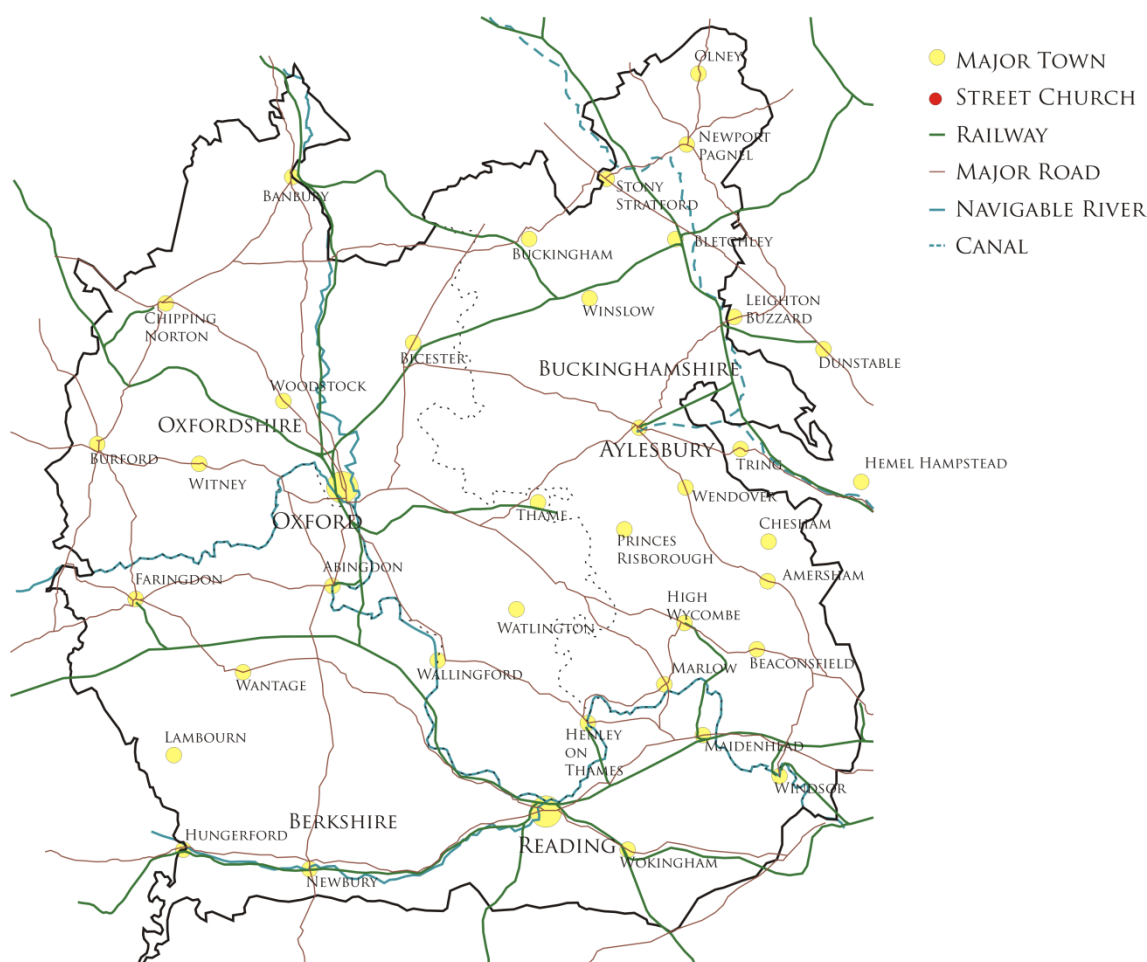 Olney
Major Town
Street Church
Newport
Pagnel
Railway
Major Road
Banbury
Stony
Stratford
Navigable River
Buckingham
Bletchley
Canal
Winslow
Leighton
Buzzard
Chipping
Norton
Bicester
Buckinghamshire
Dunstable
Woodstock
Oxfordshire
Burford
Aylesbury
Tring
Hemel Hampstead
Witney
Wendover
Oxford
Thame
Chesham
Princes
Risborough
Abingdon
Faringdon
Amersham
High
Wycombe
Watlington
Wallingford
Marlow
Beaconsfield
Wantage
Lambourn
Henley
on
Thames
Maidenhead
Windsor
Berkshire
Hungerford
Reading
Wokingham
Newbury